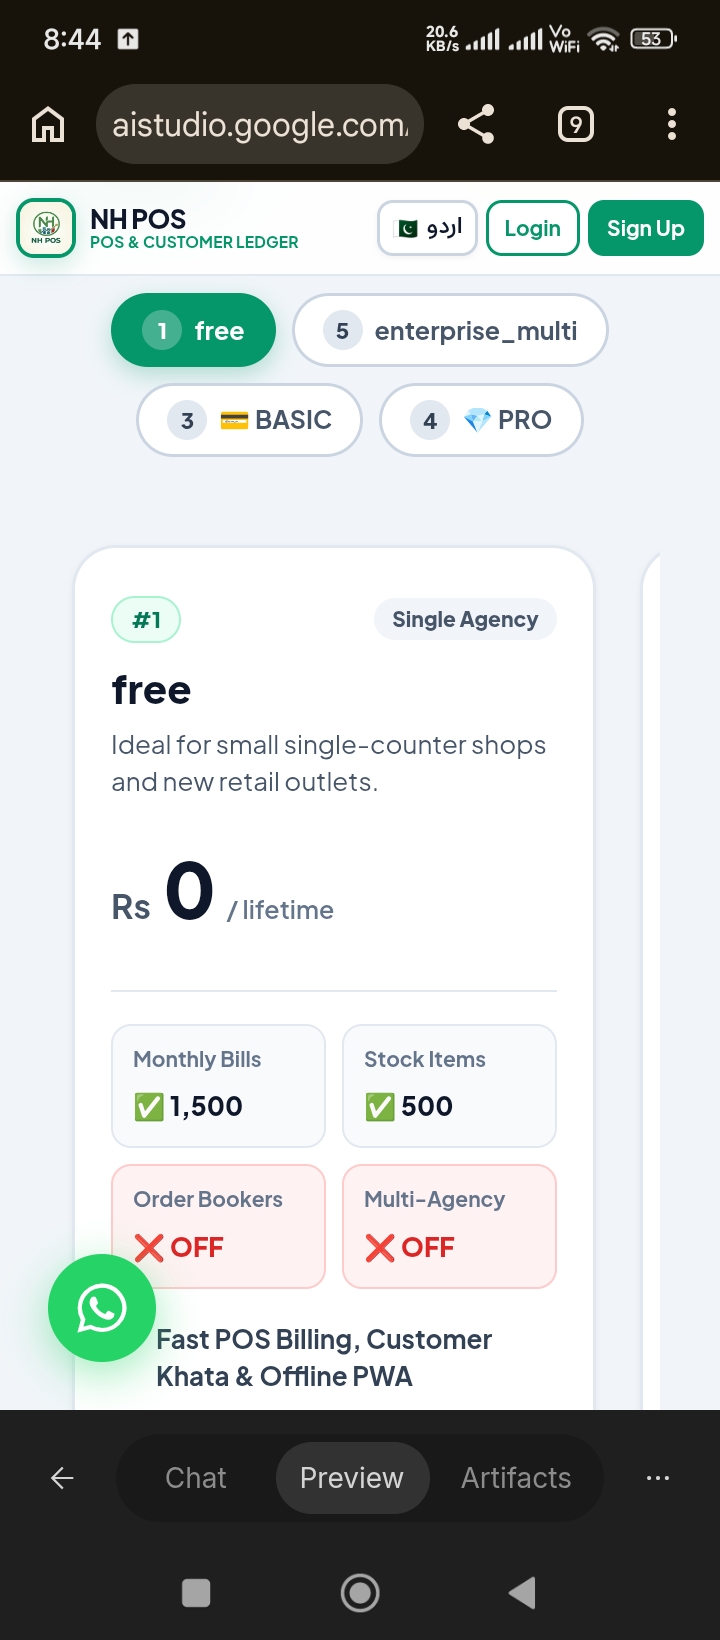 8:44
20.6 KB/s
Vo WiFi
53
aistudio.google.com/
9
NH POS
NH
NH POS
POS & CUSTOMER LEDGER
اردو
Login
Sign Up
1 free
5 enterprise_multi
3 💳 BASIC
4 💎 PRO
#1
Single Agency
free
Ideal for small single-counter shops
and new retail outlets.
Rs 0 / lifetime
Monthly Bills
Stock Items
✅ 1,500
✅ 500
Order Bookers
Multi-Agency
❌ OFF
❌ OFF
Fast POS Billing, Customer
Khata & Offline PWA
Chat
Preview
Artifacts